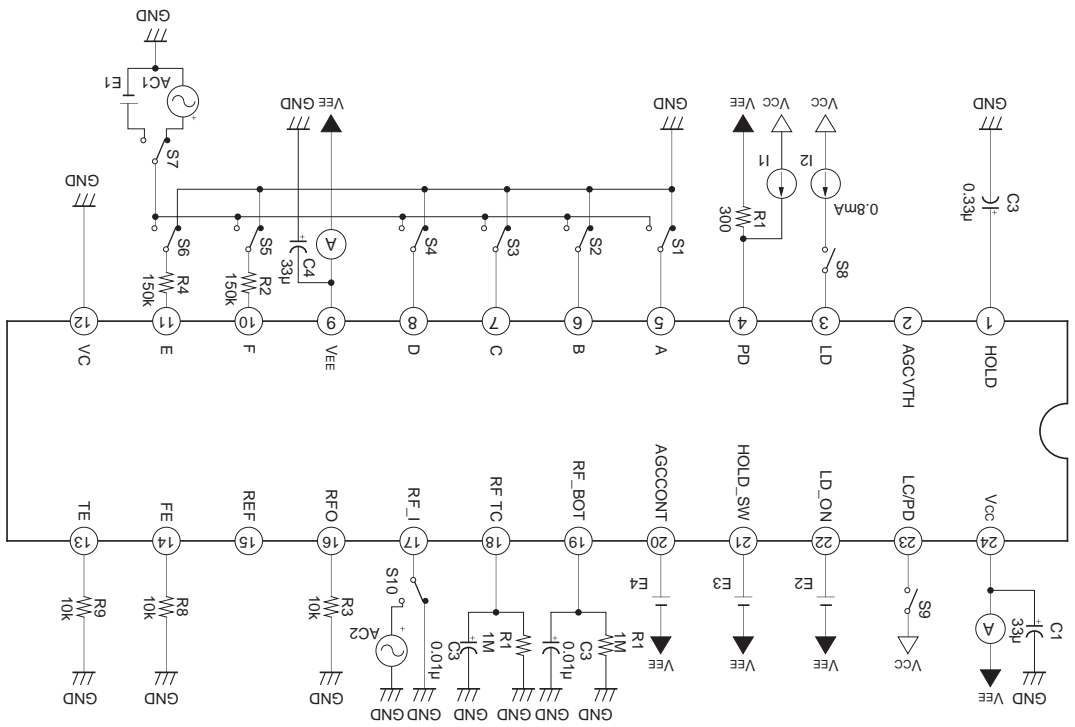 GND
E1
AC1
+
S7
GND
GND
VEE
GND
VEE
VCC
VCC
GND
I1
I2
0.8mA
R1
300
C3
0.33µ
+
S8
S6
S5
C4
33µ
+
A
S4
S3
S2
S1
R4
150k
R2
150k
12
11
10
9
8
7
6
5
4
3
2
1
VC
E
F
VEE
D
C
B
A
PD
LD
AGCVTH
HOLD
TE
FE
REF
RFO
RF_I
RF TC
RF_BOT
AGCCONT
HOLD_SW
LD_ON
LC/PD
VCC
13
14
15
16
17
18
19
20
21
22
23
24
R9
10k
R8
10k
R3
10k
S10
AC2
+
C3
0.01µ
+
R1
1M
C3
0.01µ
+
R1
1M
E4
E3
E2
S9
A
C1
33µ
+
GND
GND
GND
GND
GND
GND
GND
GND
GND
VEE
VEE
VEE
VCC
VEE
GND